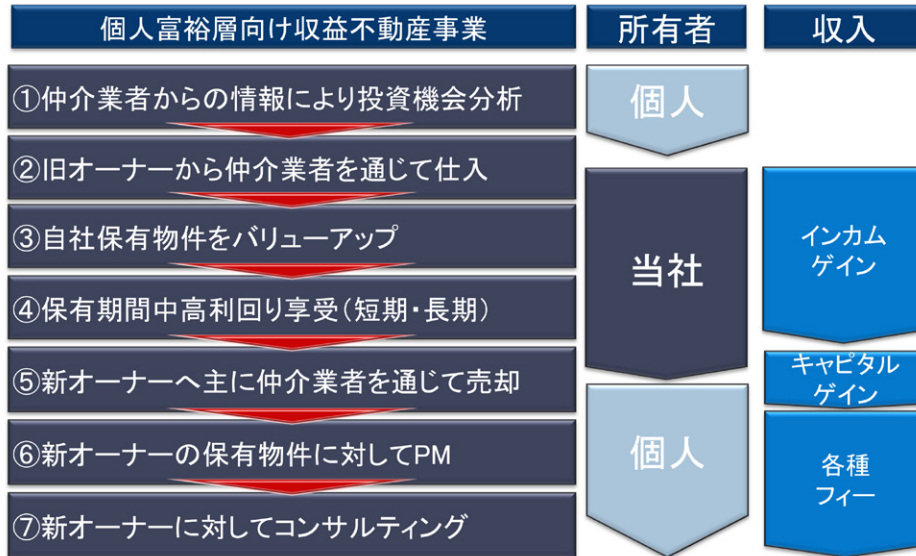 個人富裕層向け収益不動産事業
所有者
収入
①仲介業者からの情報により投資機会分析
②旧オーナーから仲介業者を通じて仕入
③自社保有物件をバリューアップ
④保有期間中高利回り享受(短期・長期)
⑤新オーナーへ主に仲介業者を通じて売却
⑥新オーナーの保有物件に対してPM
⑦新オーナーに対してコンサルティング
個人
当社
個人
インカム
ゲイン
キャピタル
ゲイン
各種
フィー